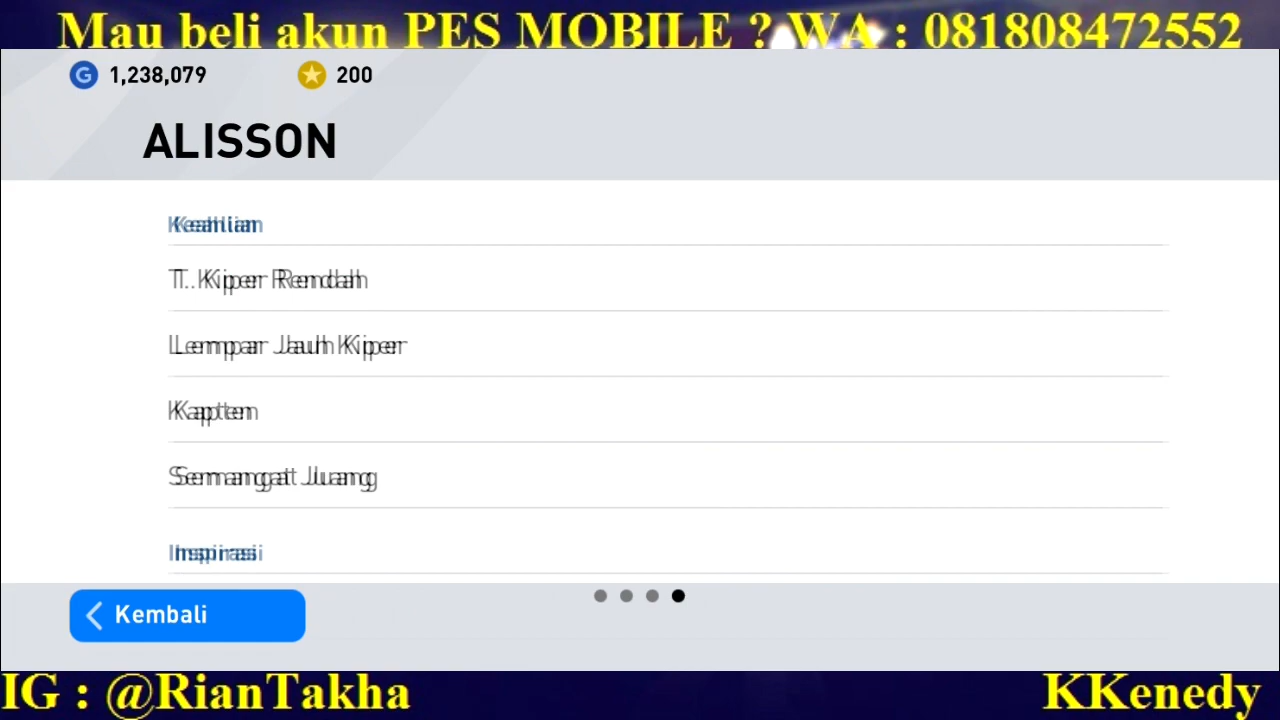 Mau beli akun PES MOBILE ? WA : 081808472552
G 1,238,079 200
ALISSON
Keahlian
T. Kiper Rendah
Lempar Jauh Kiper
Kapten
Semangat Juang
Inspirasi
Kembali
IG : @RianTakha KKenedy